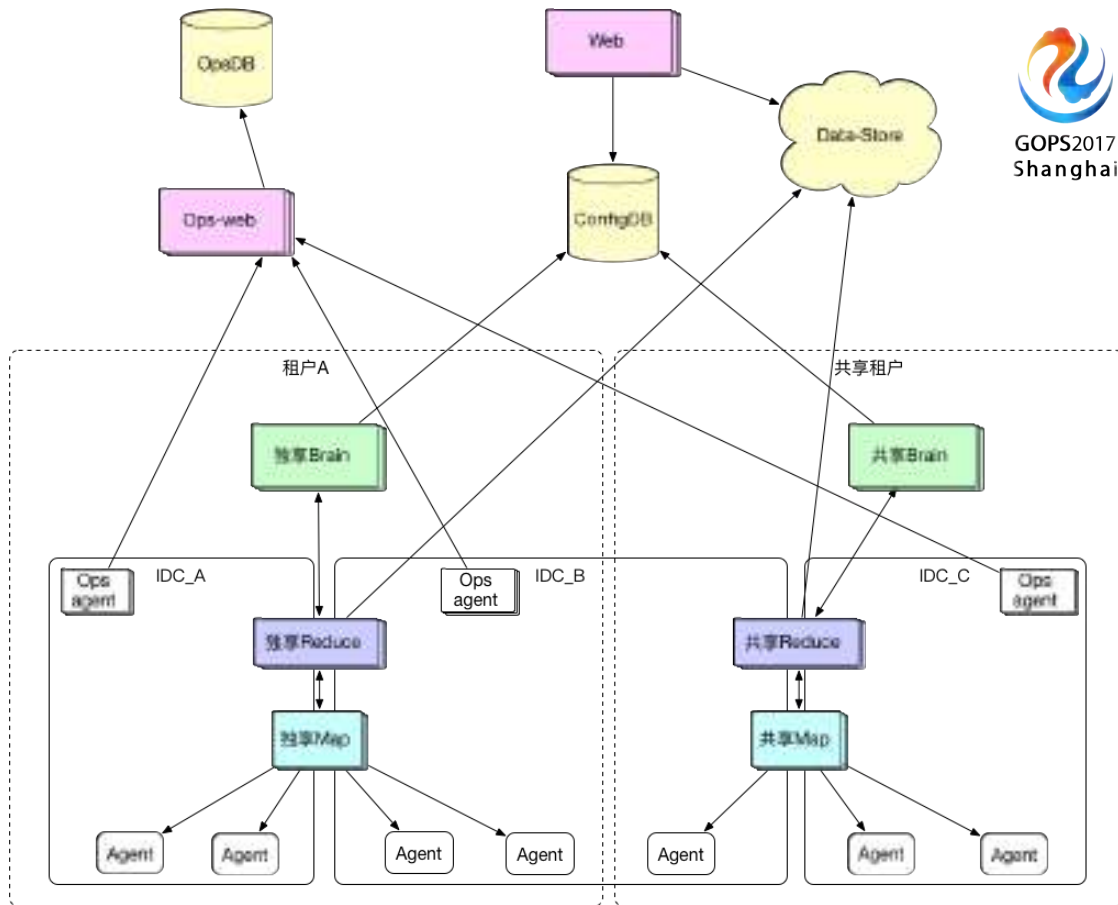 OpsDB
Web
Data-Store
GOPS2017
Shanghai
Ops-web
ConfigDB
租户A
共享租户
独享Brain
共享Brain
Ops
agent
IDC_A
Ops
agent
IDC_B
IDC_C
Ops
agent
独享Reduce
共享Reduce
独享Map
共享Map
Agent
Agent
Agent
Agent
Agent
Agent
Agent